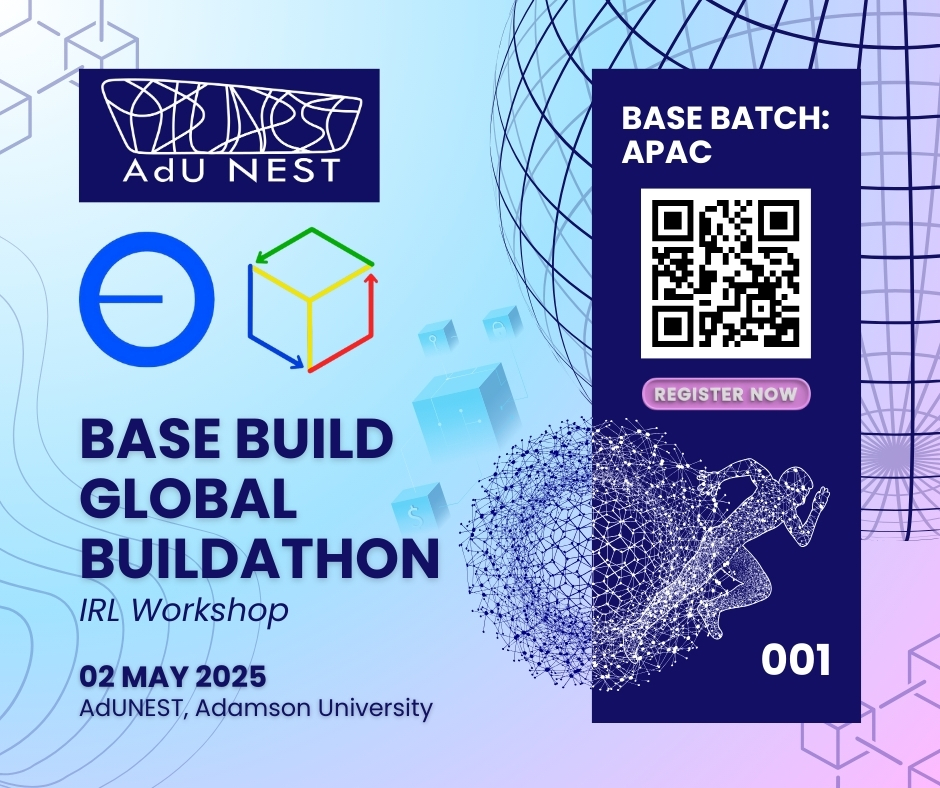 AdU NEST
BASE BUILD
GLOBAL
BUILDATHON
IRL Workshop
02 MAY 2025
AdUNEST, Adamson University
BASE BATCH:
APAC
REGISTER NOW
001